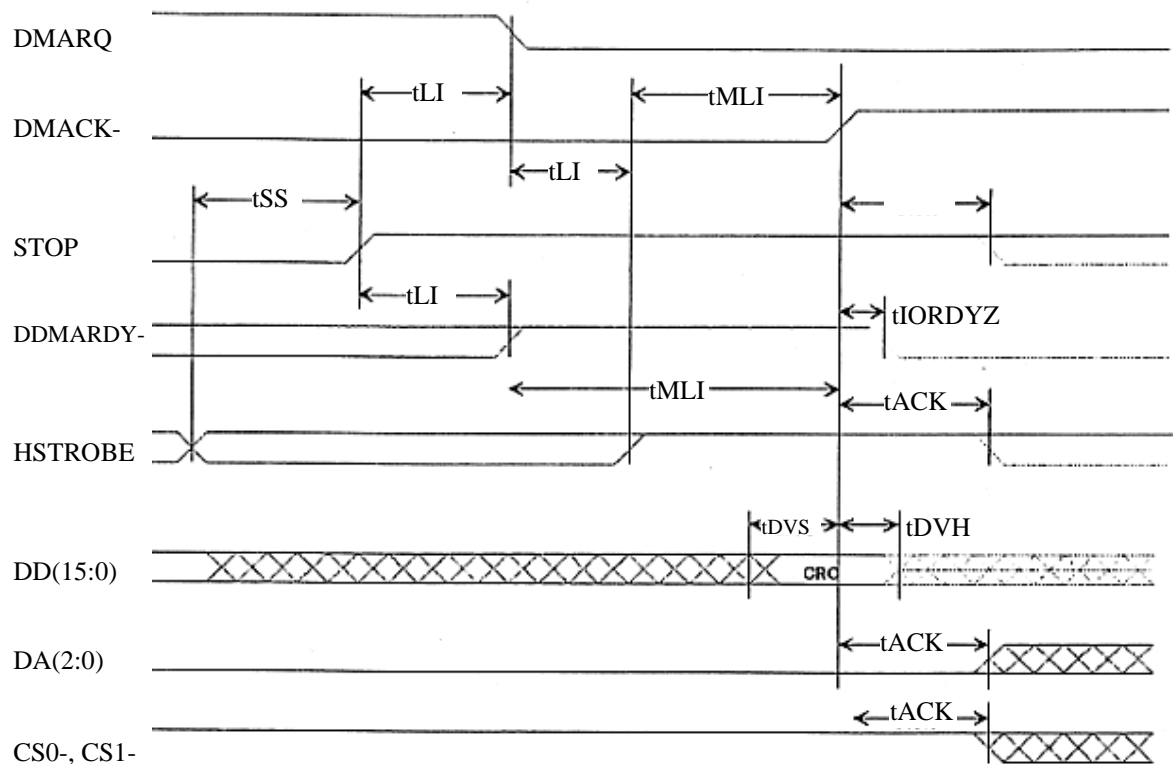 DMARQ
tLI
tMLI
DMACK-
tLI
tSS
STOP
tLI
tIORDYZ
DDMARDY-
tMLI
tACK
HSTROBE
tDVS
tDVH
DD(15:0)
CRC
tACK
DA(2:0)
tACK
CS0-, CS1-